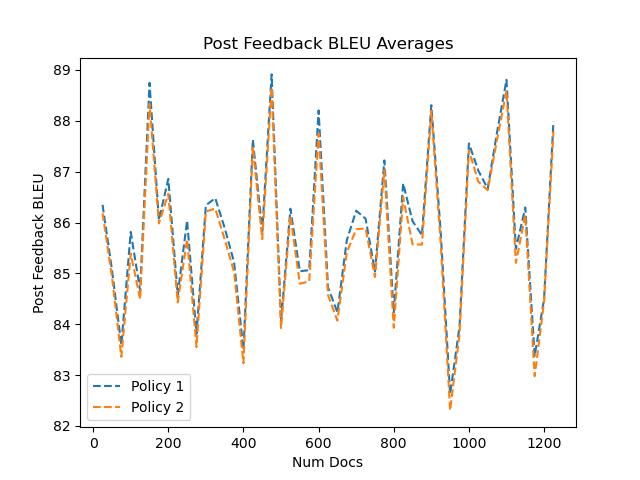 Post Feedback BLEU Averages
Post Feedback BLEU
89
88
87
86
85
84
83
82
Policy 1
Policy 2
0 200 400 600 800 1000 1200
Num Docs